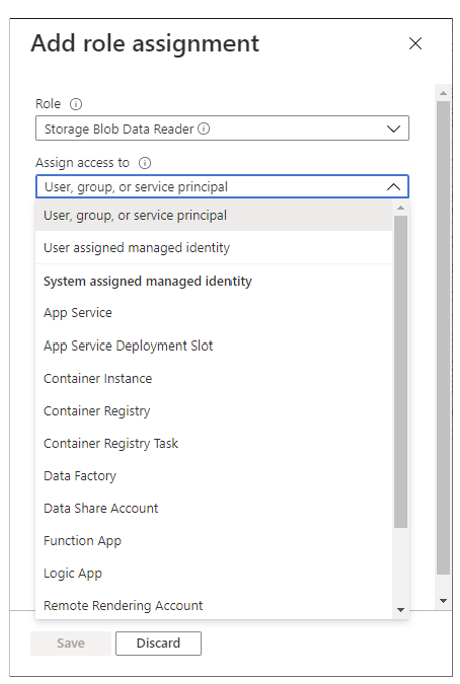 Add role assignment
Role
Storage Blob Data Reader
Assign access to
User, group, or service principal
User, group, or service principal
User assigned managed identity
System assigned managed identity
App Service
App Service Deployment Slot
Container Instance
Container Registry
Container Registry Task
Data Factory
Data Share Account
Function App
Logic App
Remote Rendering Account
Save Discard